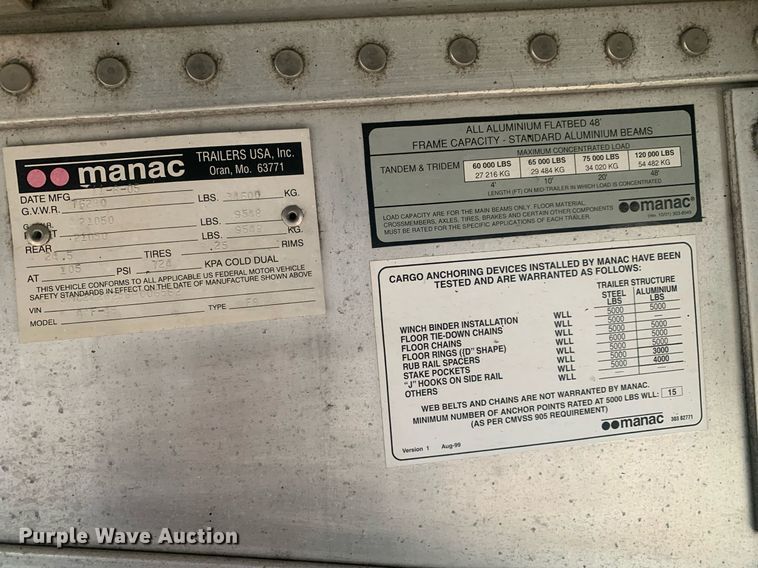 manac
TRAILERS USA, Inc.
Oran, Mo. 63771
DATE MFG.
G.V.W.R. LBS. KG.
21050 LBS. 9549 KG.
REAR LBS. 9549 KG.
TIRES RIMS
AT 105 PSI 724 KPA COLD DUAL
THIS VEHICLE CONFORMS TO ALL APPLICABLE US FEDERAL MOTOR VEHICLE
SAFETY STANDARDS IN EFFECT ON THE DATE OF MANUFACTURE SHOWN ABOVE
VIN
MODEL TYPE
ALL ALUMINIUM FLATBED 48'
FRAME CAPACITY - STANDARD ALUMINIUM BEAMS
MAXIMUM CONCENTRATED LOAD
TANDEM & TRIDEM 60 000 LBS 65 000 LBS 75 000 LBS 120 000 LBS
27 216 KG 29 484 KG 34 020 KG 54 482 KG
4' 10' 20' 48'
LENGTH (FT) ON MID-TRAILER IN WHICH LOAD IS CONCENTRATED
LOAD CAPACITY ARE FOR THE MAIN BEAMS ONLY. FLOOR MATERIAL,
CROSSMEMBERS, AXLES, TIRES, BRAKES AND CERTAIN OTHER COMPONENTS
MUST BE RATED FOR THE SPECIFIC APPLICATIONS OF EACH TRAILER.
manac
CARGO ANCHORING DEVICES INSTALLED BY MANAC HAVE BEEN
TESTED AND ARE WARRANTED AS FOLLOWS:
TRAILER STRUCTURE
STEEL ALUMINIUM
LBS LBS
WINCH BINDER INSTALLATION WLL 5000 5000
FLOOR TIE-DOWN CHAINS WLL 5000 —
FLOOR CHAINS WLL 5000 5000
FLOOR RINGS ((D" SHAPE) WLL 6000 5000
RUB RAIL SPACERS WLL 5000 3000
STAKE POCKETS WLL 5000 4000
"J" HOOKS ON SIDE RAIL WLL — —
OTHERS WLL
WEB BELTS AND CHAINS ARE NOT WARRANTED BY MANAC.
MINIMUM NUMBER OF ANCHOR POINTS RATED AT 5000 LBS WLL: 15
(AS PER CMVSS 905 REQUIREMENT)
manac 303 82771
Version 1 Aug-99
Purple Wave Auction